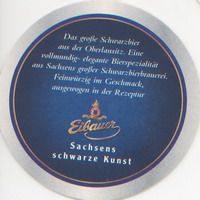 Das große Schwarzbier
aus der Oberlausitz. Eine
vollmundig- elegante Bierspezialität
aus Sachsens großer Schwarzbierbrauerei.
Feinwürzig im Geschmack,
ausgewogen in der Rezeptur
Eibauer
Sachsens
schwarze Kunst